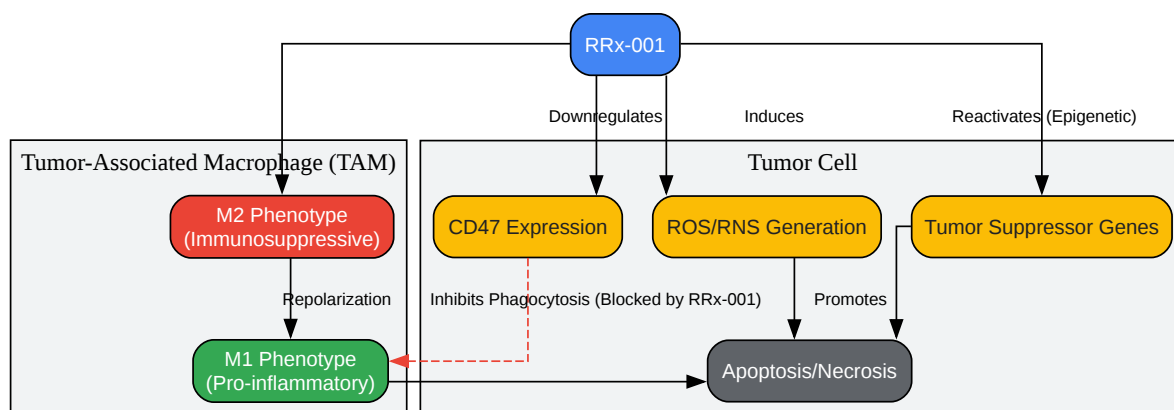 RRx-001
Downregulates
Induces
Reactivates (Epigenetic)
Tumor-Associated Macrophage (TAM)
Tumor Cell
M2 Phenotype
(Immunosuppressive)
CD47 Expression
ROS/RNS Generation
Tumor Suppressor Genes
Repolarization
Inhibits Phagocytosis (Blocked by RRx-001)
Promotes
M1 Phenotype
(Pro-inflammatory)
Apoptosis/Necrosis